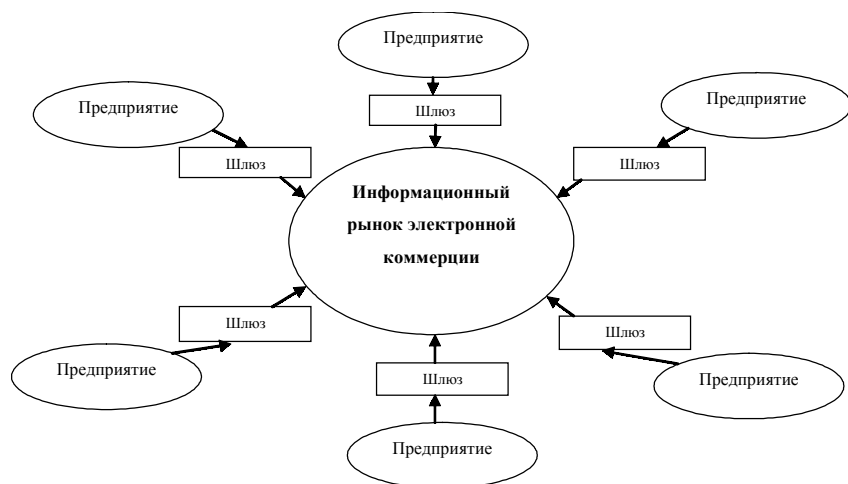 Предприятие
Предприятие
Предприятие
Шлюз
Шлюз
Шлюз
Информационный
рынок электронной
коммерции
Шлюз
Шлюз
Предприятие
Шлюз
Предприятие
Предприятие